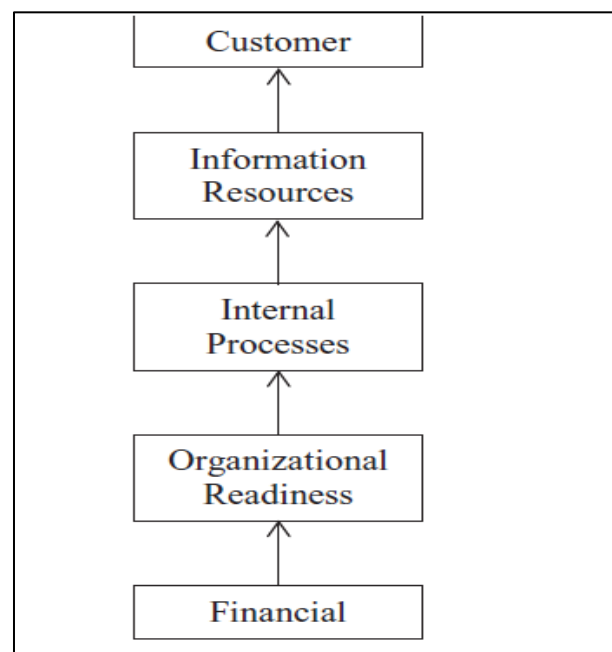 Customer
Information
Resources
Internal
Processes
Organizational
Readiness
Financial